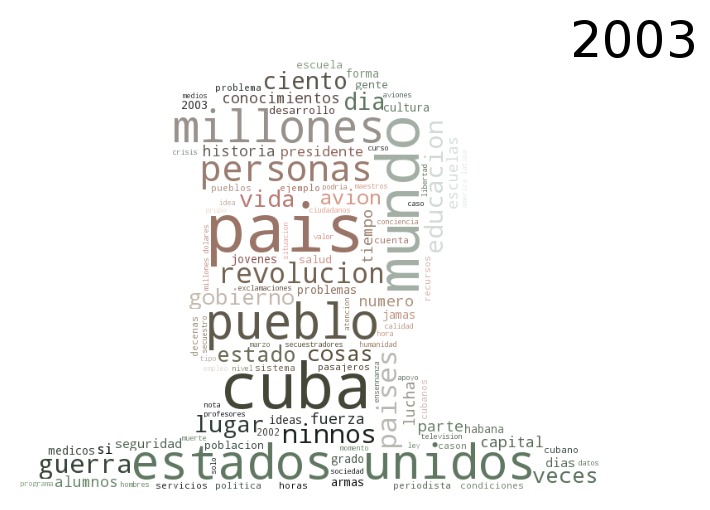 2003
escuela
ciento forma
problema gente
medios conocimientos dia aviones
2003 desarrollo cultura
millones mundo
crisis historia presidente curso
personas educacion escuelas
pueblos ejemplo podria maestros libertad
idea vida avion caso
ciudadanos conciencia
pais tiempo
millones dolares situacion valor cuenta
jovenes salud recursos
revolucion
exclamaciones problemas
gobierno numero
decenas secuestro pueblo atencion jamas
calidad
hora
marzo secuestradores humanidad
tipo estado cosas paises
empleo nivel sistema pasajeros enseñnanza apoyo
cuba lucha cubanos
nota
profesores
lugar ideas fuerza parte habana
2002 ninnos television
medicos si seguridad muerte poblacion momento ley cason capital
guerra solo estados unidos grado cubano
dias datos
sociedad veces
programa alumnos hombres servicios politica horas armas periodista condiciones